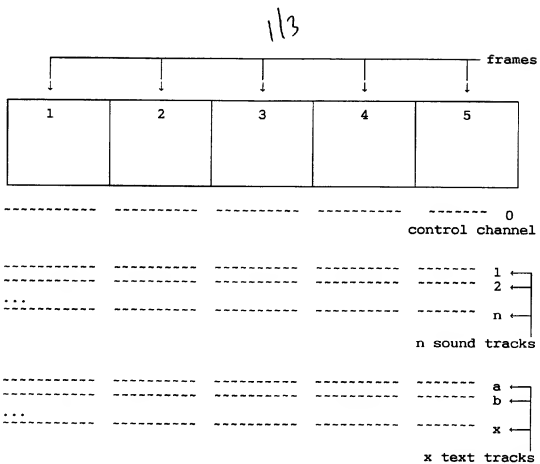 1/3
frames
1 2 3 4 5
0
control channel
1
2
...
n
n sound tracks
a
b
...
x
x text tracks